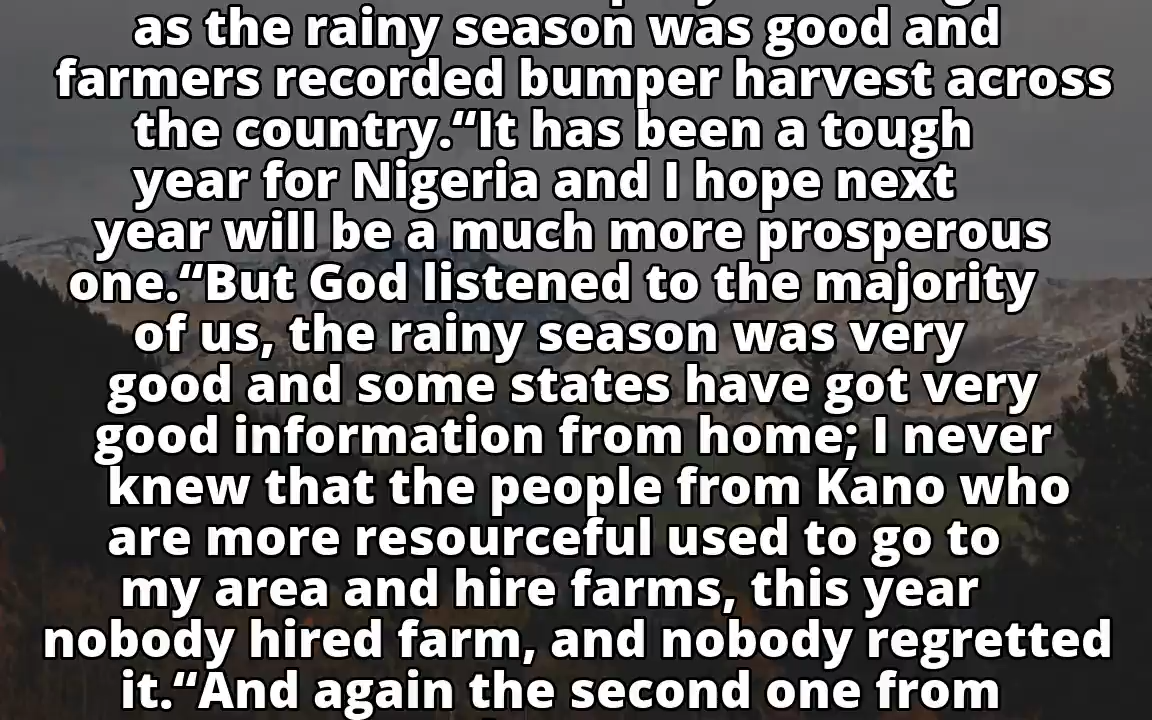 as the rainy season was good and
farmers recorded bumper harvest across
the country.“It has been a tough
year for Nigeria and I hope next
year will be a much more prosperous
one.“But God listened to the majority
of us, the rainy season was very
good and some states have got very
good information from home; I never
knew that the people from Kano who
are more resourceful used to go to
my area and hire farms, this year
nobody hired farm, and nobody regretted
it.“And again the second one from